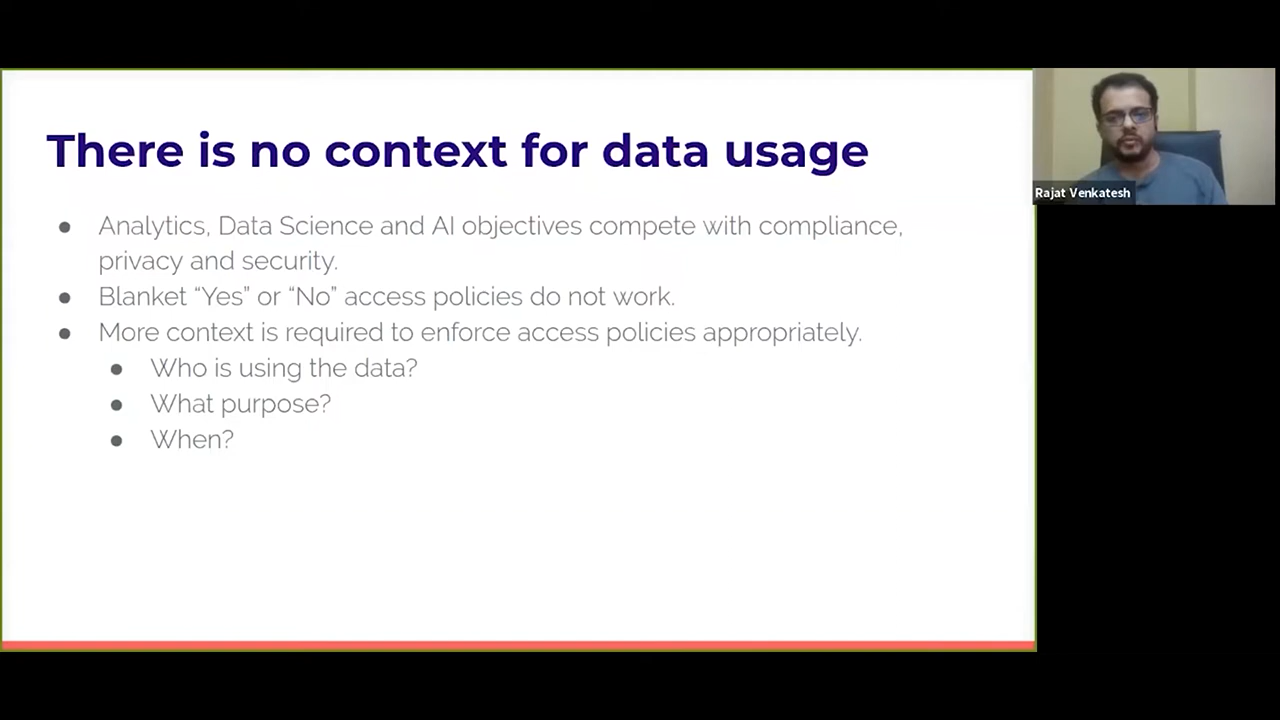 There is no context for data usage
● Analytics, Data Science and AI objectives compete with compliance,
privacy and security.
● Blanket “Yes” or “No” access policies do not work.
● More context is required to enforce access policies appropriately.
● Who is using the data?
● What purpose?
● When?
Rajat Venkatesh